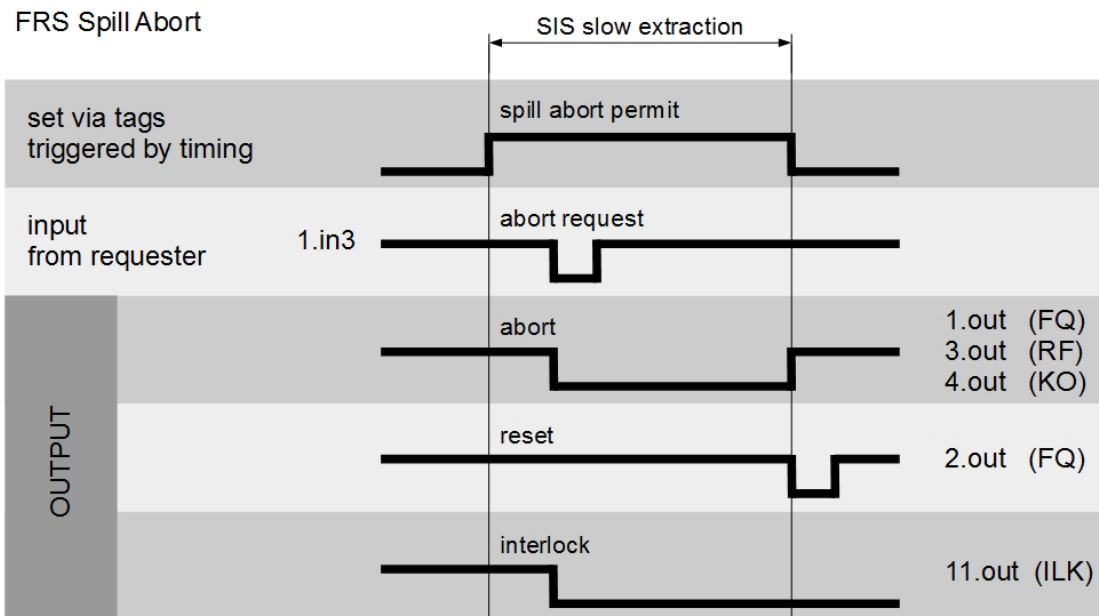 FRS Spill Abort
SIS slow extraction
set via tags
triggered by timing
spill abort permit
input
from requester
1.in3
abort request
OUTPUT
abort
1.out (FQ)
3.out (RF)
4.out (KO)
reset
2.out (FQ)
interlock
11.out (ILK)